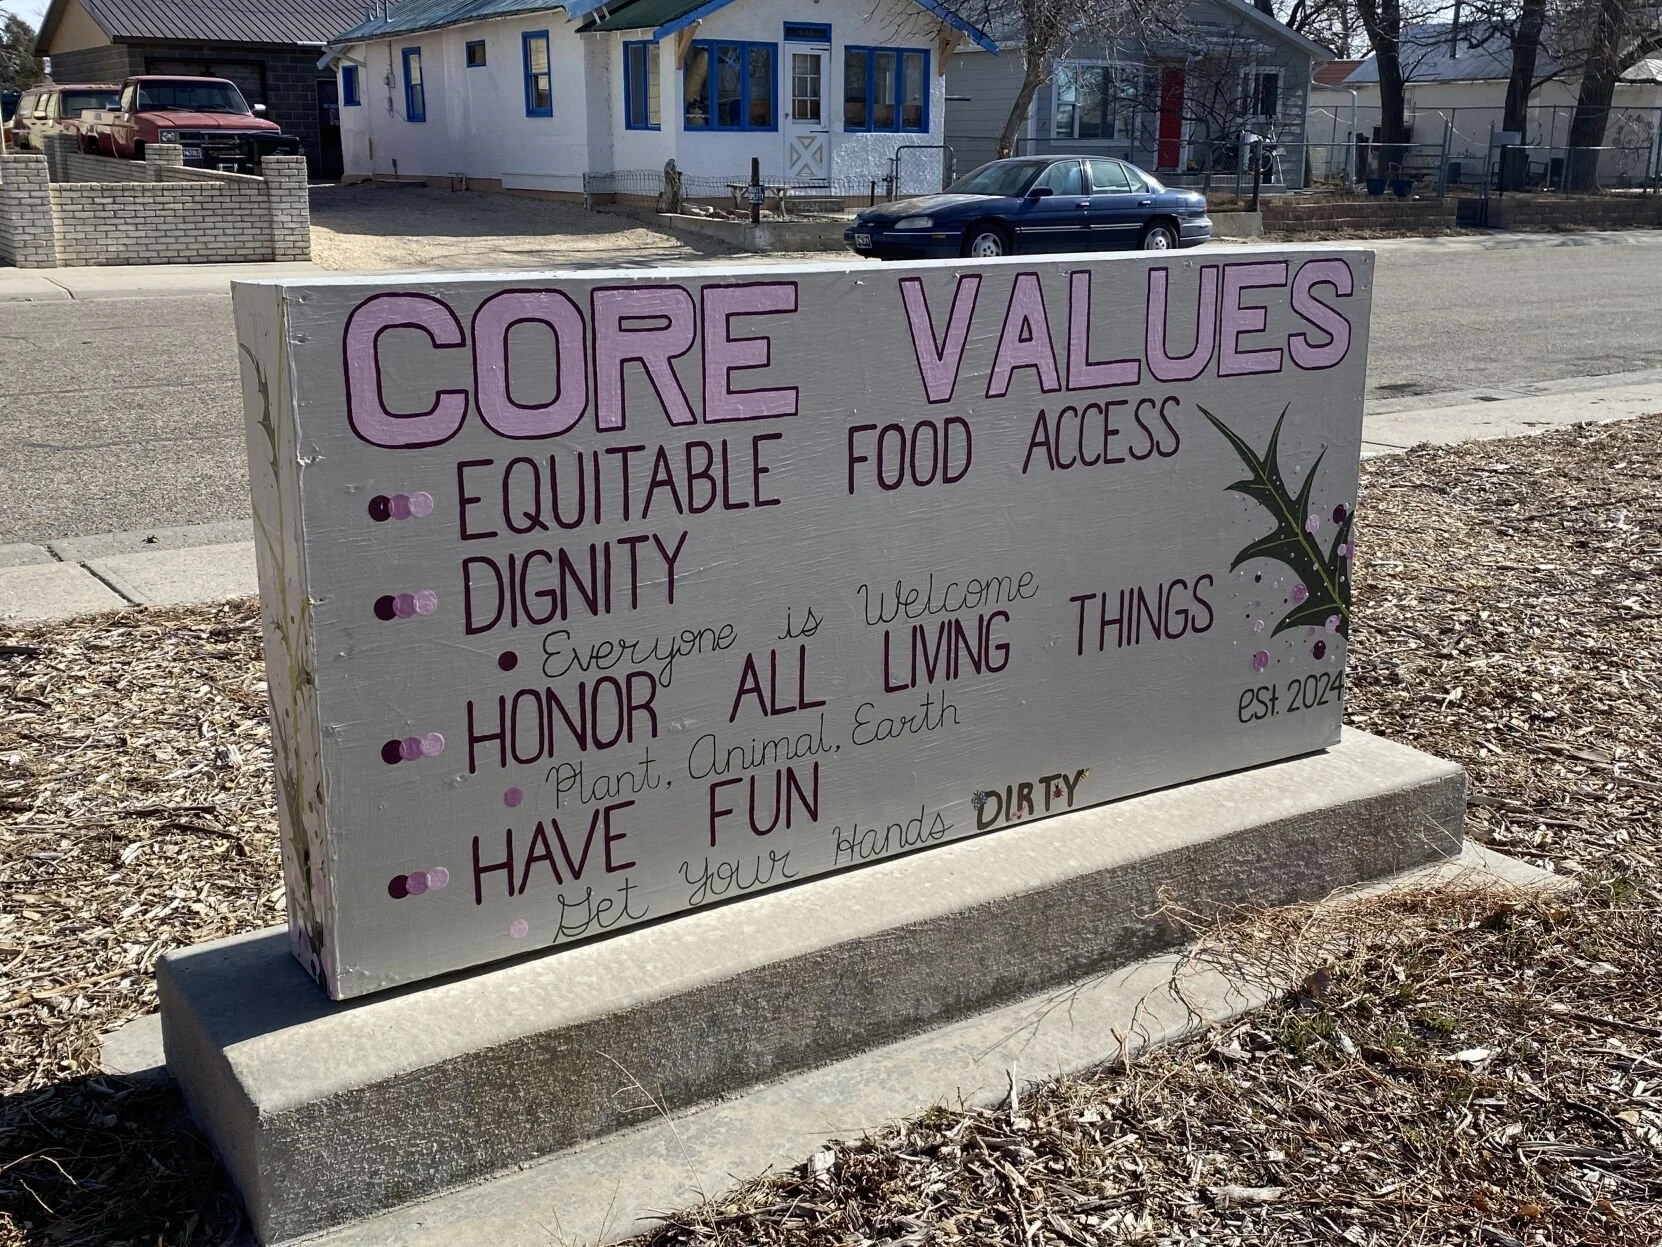 CORE VALUES
EQUITABLE FOOD ACCESS
DIGNITY
Everyone is Welcome
HONOR ALL LIVING THINGS
Plant, Animal, Earth
HAVE FUN
Get Your Hands DIRTY
est. 2024